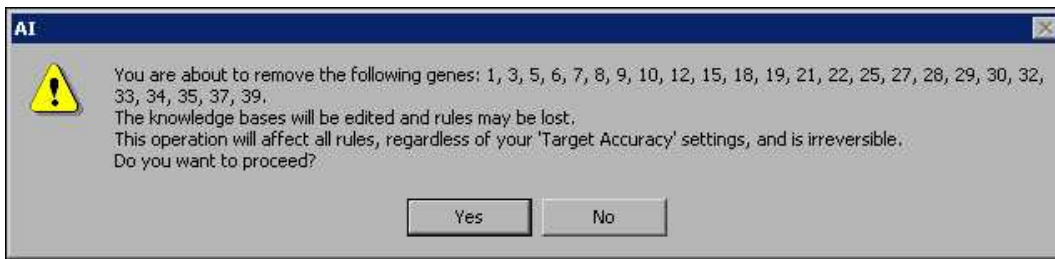 AI
You are about to remove the following genes: 1, 3, 5, 6, 7, 8, 9, 10, 12, 15, 18, 19, 21, 22, 25, 27, 28, 29, 30, 32,
33, 34, 35, 37, 39.
The knowledge bases will be edited and rules may be lost.
This operation will affect all rules, regardless of your 'Target Accuracy' settings, and is irreversible.
Do you want to proceed?
Yes No